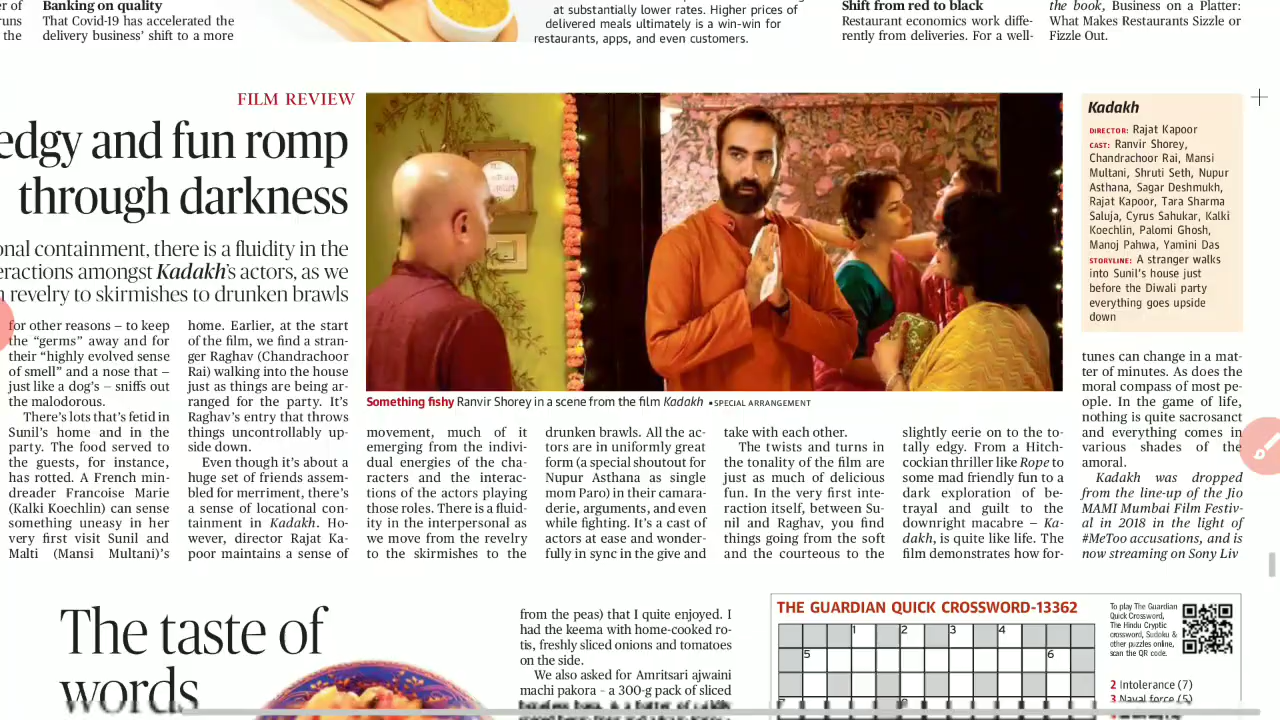 er of
runs
the
Banking on quality
That Covid-19 has accelerated the
delivery business' shift to a more
at substantially lower rates. Higher prices of
delivered meals ultimately is a win-win for
restaurants, apps, and even customers.
Shift from red to black
Restaurant economics work diffe-
rently from deliveries. For a well-
the book, Business on a Platter:
What Makes Restaurants Sizzle or
Fizzle Out.
FILM REVIEW
edgy and fun romp
through darkness
onal containment, there is a fluidity in the
eractions amongst Kadakh's actors, as we
n revelry to skirmishes to drunken brawls
for other reasons – to keep
the “germs” away and for
their “highly evolved sense
of smell” and a nose that –
just like a dog's – sniffs out
the malodorous.
There's lots that's fetid in
Sunil's home and in the
party. The food served to
the guests, for instance,
has rotted. A French min-
dreader Francoise Marie
(Kalki Koechlin) can sense
something uneasy in her
very first visit Sunil and
Malti (Mansi Multani)'s
home. Earlier, at the start
of the film, we find a stran-
ger Raghav (Chandrachoor
Rai) walking into the house
just as things are being ar-
ranged for the party. It's
Raghav's entry that throws
things uncontrollably up-
side down.
Even though it's about a
huge set of friends assem-
bled for merriment, there's
a sense of locational con-
tainment in Kadakh. Ho-
wever, director Rajat Ka-
poor maintains a sense of
Something fishy Ranvir Shorey in a scene from the film Kadakh •SPECIAL ARRANGEMENT
movement, much of it
emerging from the indivi-
dual energies of the cha-
racters and the interac-
tions of the actors playing
those roles. There is a fluid-
ity in the interpersonal as
we move from the revelry
to the skirmishes to the
drunken brawls. All the ac-
tors are in uniformly great
form (a special shoutout for
Nupur Asthana as single
mom Paro) in their camara-
derie, arguments, and even
while fighting. It's a cast of
actors at ease and wonder-
fully in sync in the give and
take with each other.
The twists and turns in
the tonality of the film are
just as much of delicious
fun. In the very first inte-
raction itself, between Su-
nil and Raghav, you find
things going from the soft
and the courteous to the
slightly eerie on to the to-
tally edgy. From a Hitch-
cockian thriller like Rope to
some mad friendly fun to a
dark exploration of be-
trayal and guilt to the
downright macabre – Ka-
dakh, is quite like life. The
film demonstrates how for-
Kadakh
DIRECTOR: Rajat Kapoor
CAST: Ranvir Shorey,
Chandrachoor Rai, Mansi
Multani, Shruti Seth, Nupur
Asthana, Sagar Deshmukh,
Rajat Kapoor, Tara Sharma
Saluja, Cyrus Sahukar, Kalki
Koechlin, Palomi Ghosh,
Manoj Pahwa, Yamini Das
STORYLINE: A stranger walks
into Sunil's house just
before the Diwali party
everything goes upside
down
tunes can change in a mat-
ter of minutes. As does the
moral compass of most pe-
ople. In the game of life,
nothing is quite sacrosanct
and everything comes in
various shades of the
amoral.
Kadakh was dropped
from the line-up of the Jio
MAMI Mumbai Film Festiv-
al in 2018 in the light of
#MeToo accusations, and is
now streaming on Sony Liv
The taste of
words
from the peas) that I quite enjoyed. I
had the keema with home-cooked ro-
tis, freshly sliced onions and tomatoes
on the side.
We also asked for Amritsari ajwaini
machi pakora – a 300-g pack of sliced
THE GUARDIAN QUICK CROSSWORD-13362
1 2 3 4
5 6
To play The Guardian
Quick Crossword,
The Hindu Cryptic
crossword, Sudoku &
other puzzles online,
scan the QR code.
2 Intolerance (7)
3 Naval force (5)